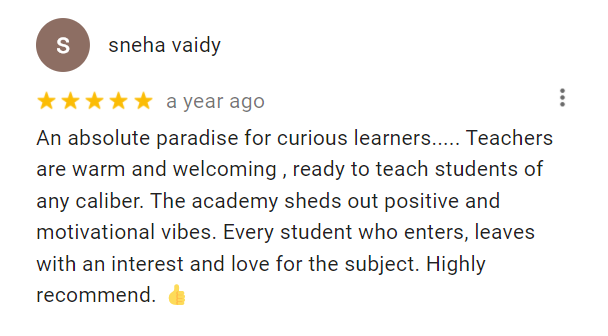 S
sneha vaidy
a year ago
An absolute paradise for curious learners..... Teachers
are warm and welcoming , ready to teach students of
any caliber. The academy sheds out positive and
motivational vibes. Every student who enters, leaves
with an interest and love for the subject. Highly
recommend. 👍